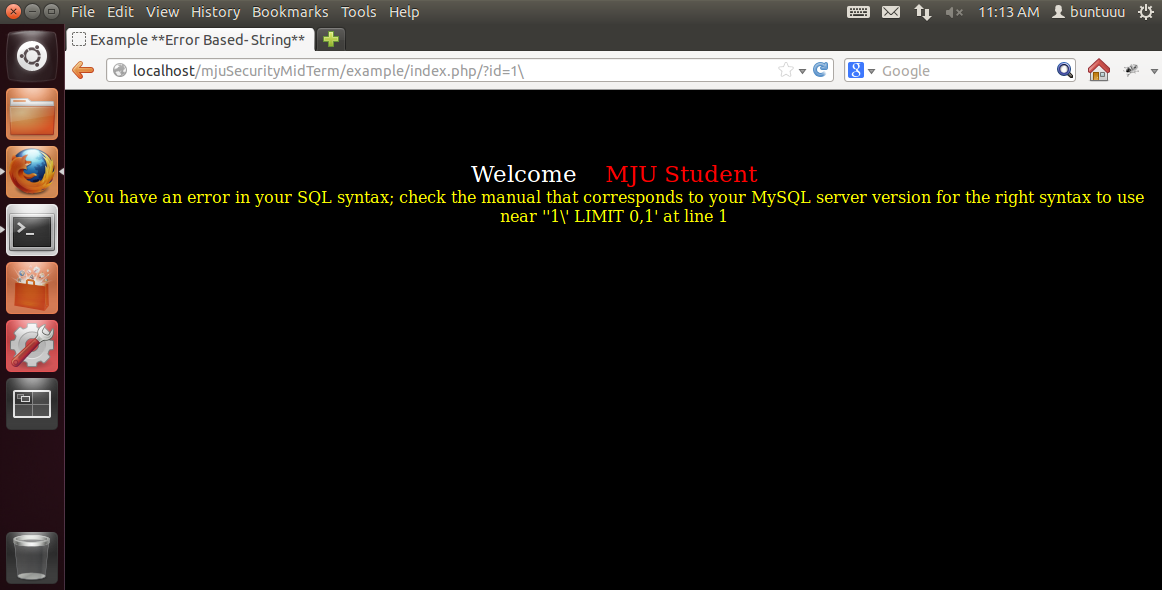 File Edit View History Bookmarks Tools Help 11:13 AM buntuuu
Example **Error Based- String**
localhost/mjuSecurityMidTerm/example/index.php/?id=1\ 8 Google
Welcome MJU Student
You have an error in your SQL syntax; check the manual that corresponds to your MySQL server version for the right syntax to use
near ''1\' LIMIT 0,1' at line 1
>_